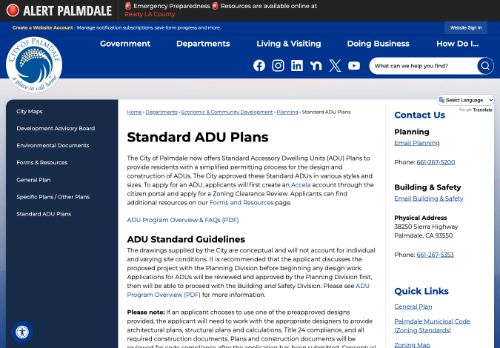 ALERT PALMDALE
🚨 Emergency Preparedness 🚨 Resources are available online at
Ready LA County.
Create a Website Account - Manage notification subscriptions, save form progress and more.
Website Sign In
CITY OF PALMDALE
a place to call home
Government
Departments
Living & Visiting
Doing Business
How Do I...
What can we help you find?
Select Language
Google Translate
City Maps
Development Advisory Board
Environmental Documents
Forms & Resources
General Plan
Specific Plans / Other Plans
Standard ADU Plans
Home › Departments › Economic & Community Development › Planning › Standard ADU Plans
Standard ADU Plans
The City of Palmdale now offers Standard Accessory Dwelling Units (ADU) Plans to
provide residents with a simplified permitting process for the design and
construction of ADUs. The City approved these Standard ADUs in various styles and
sizes. To apply for an ADU, applicants will first create an Accela account through the
citizen portal and apply for a Zoning Clearance Review. Applicants can find
additional resources on our Forms and Resources page.
ADU Program Overview & FAQs (PDF)
ADU Standard Guidelines
The drawings supplied by the City are conceptual and will not account for individual
and varying site conditions. It is recommended that the applicant discusses the
proposed project with the Planning Division before beginning any design work.
Applications for ADUs will be reviewed and approved by the Planning Division first,
then will be able to proceed with the Building and Safety Division. Please see ADU
Program Overview (PDF) for more information.
Please note: If an applicant chooses to use one of the preapproved designs
provided, the applicant will need to work with the appropriate designers to provide
architectural plans, structural plans and calculations, Title 24 compliance, and all
required construction documents. Plans and construction documents will be
reviewed for code compliance after the application has been submitted. Conceptual
Contact Us
Planning
Email Planning
Phone: 661-267-5200
Building & Safety
Email Building & Safety
Physical Address
38250 Sierra Highway
Palmdale, CA 93550
Phone: 661-267-5353
Quick Links
General Plan
Palmdale Municipal Code
(Zoning Standards)
Zoning Map